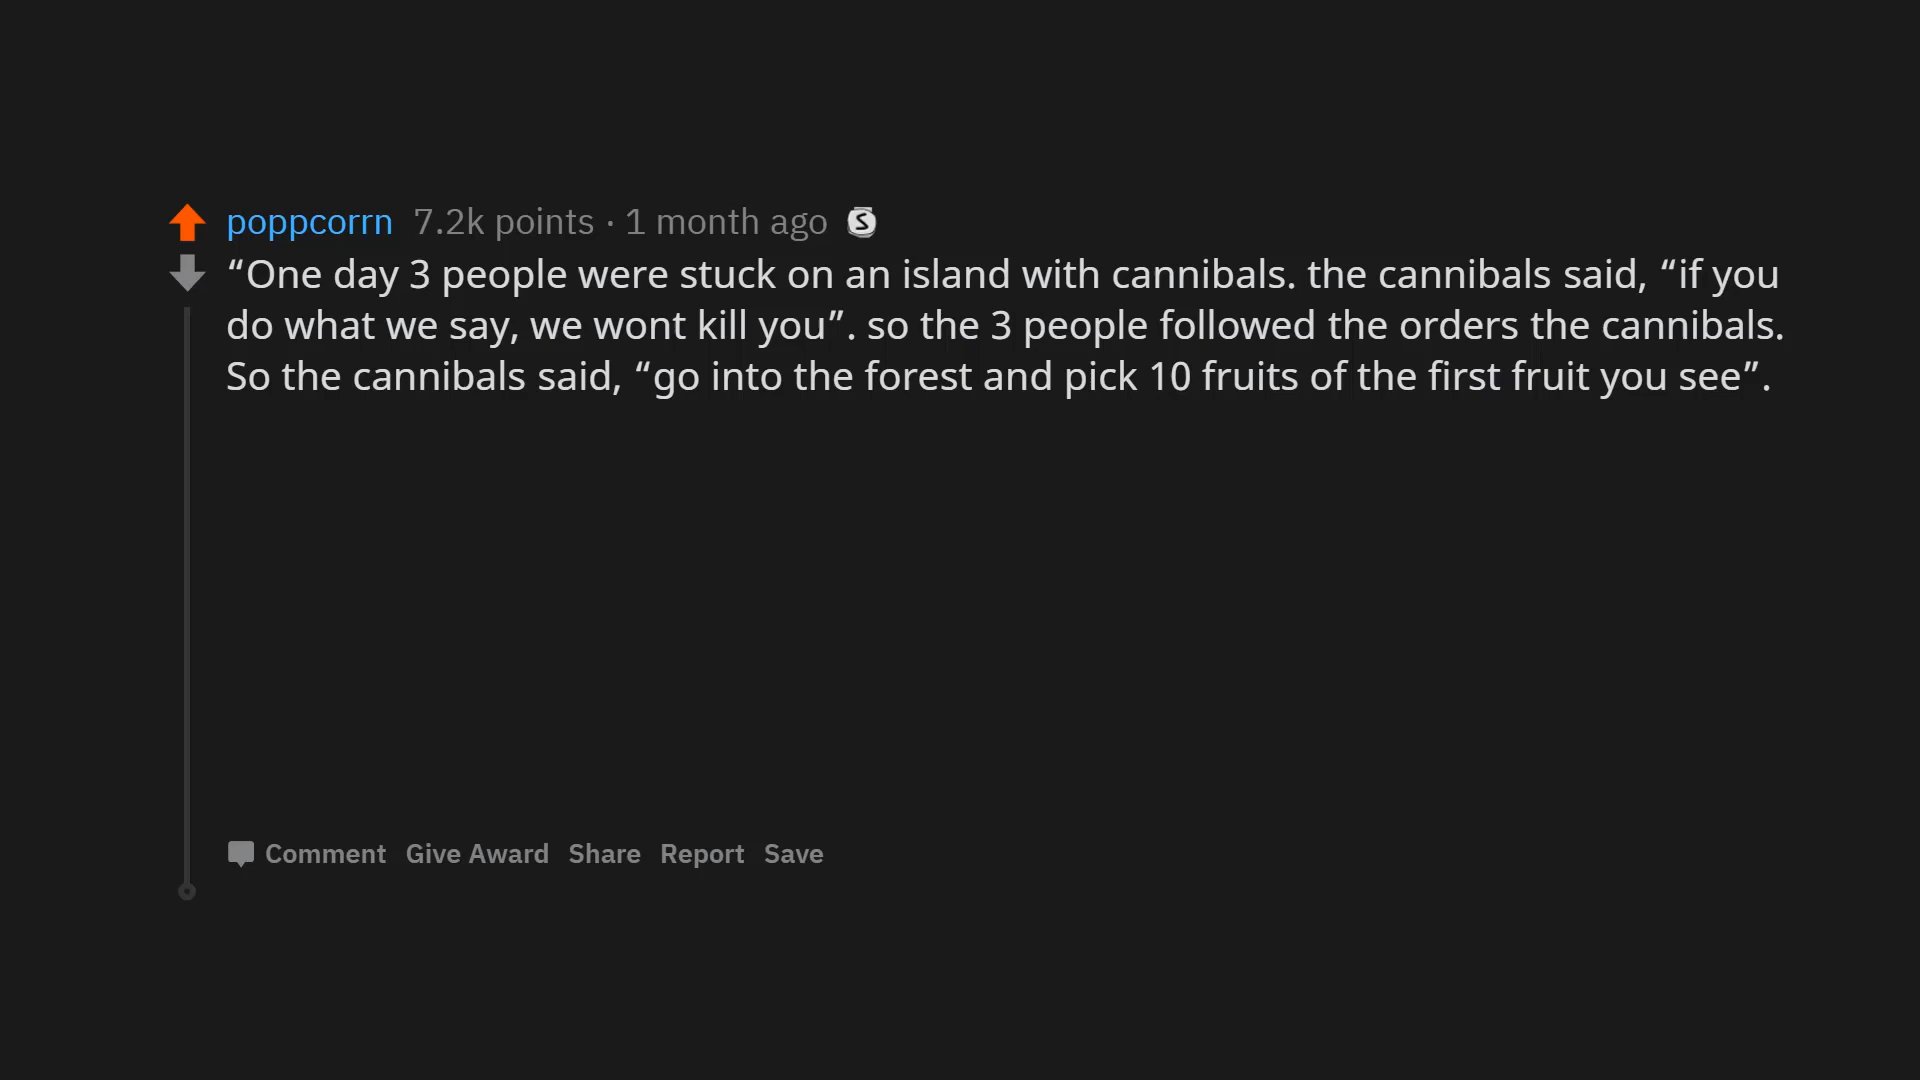 poppcorrn 7.2k points · 1 month ago S
“One day 3 people were stuck on an island with cannibals. the cannibals said, “if you
do what we say, we wont kill you”. so the 3 people followed the orders the cannibals.
So the cannibals said, “go into the forest and pick 10 fruits of the first fruit you see”.
Comment Give Award Share Report Save